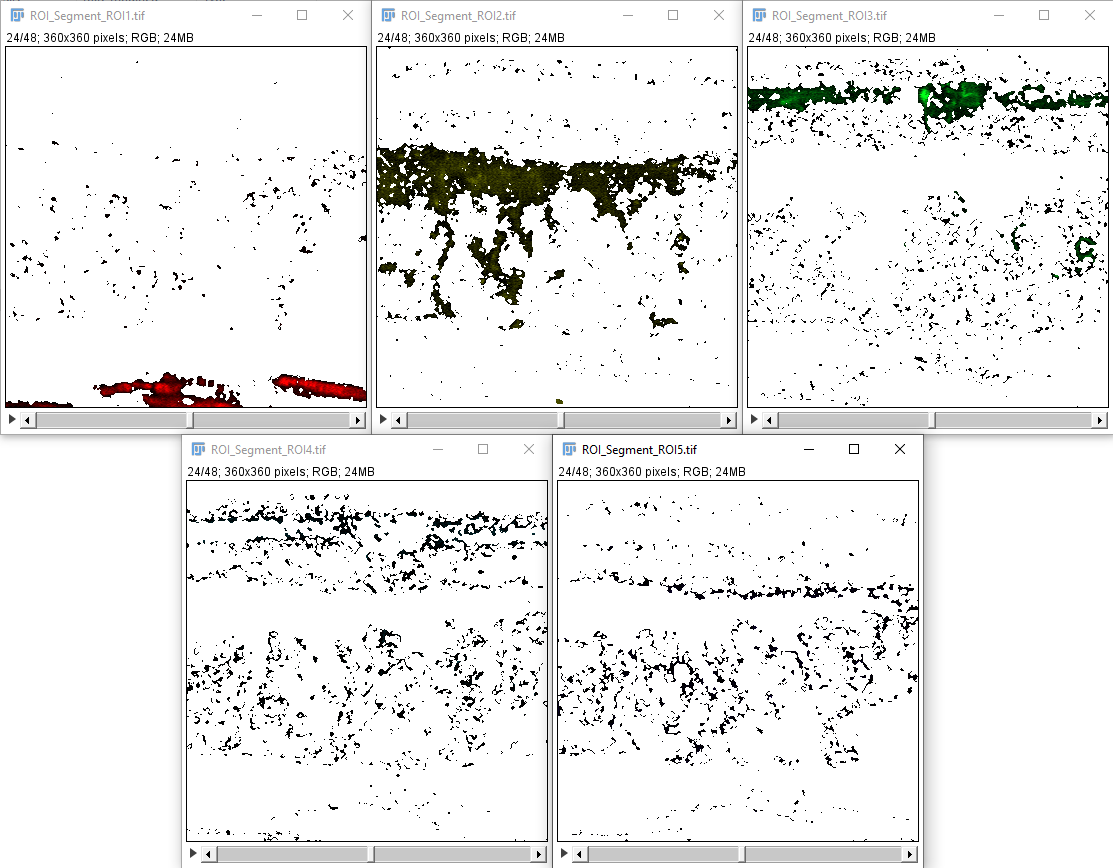 ROI_Segment_ROI1.tif
24/48; 360x360 pixels; RGB; 24MB
ROI_Segment_ROI2.tif
24/48; 360x360 pixels; RGB; 24MB
ROI_Segment_ROI3.tif
24/48; 360x360 pixels; RGB; 24MB
ROI_Segment_ROI4.tif
24/48; 360x360 pixels; RGB; 24MB
ROI_Segment_ROI5.tif
24/48; 360x360 pixels; RGB; 24MB